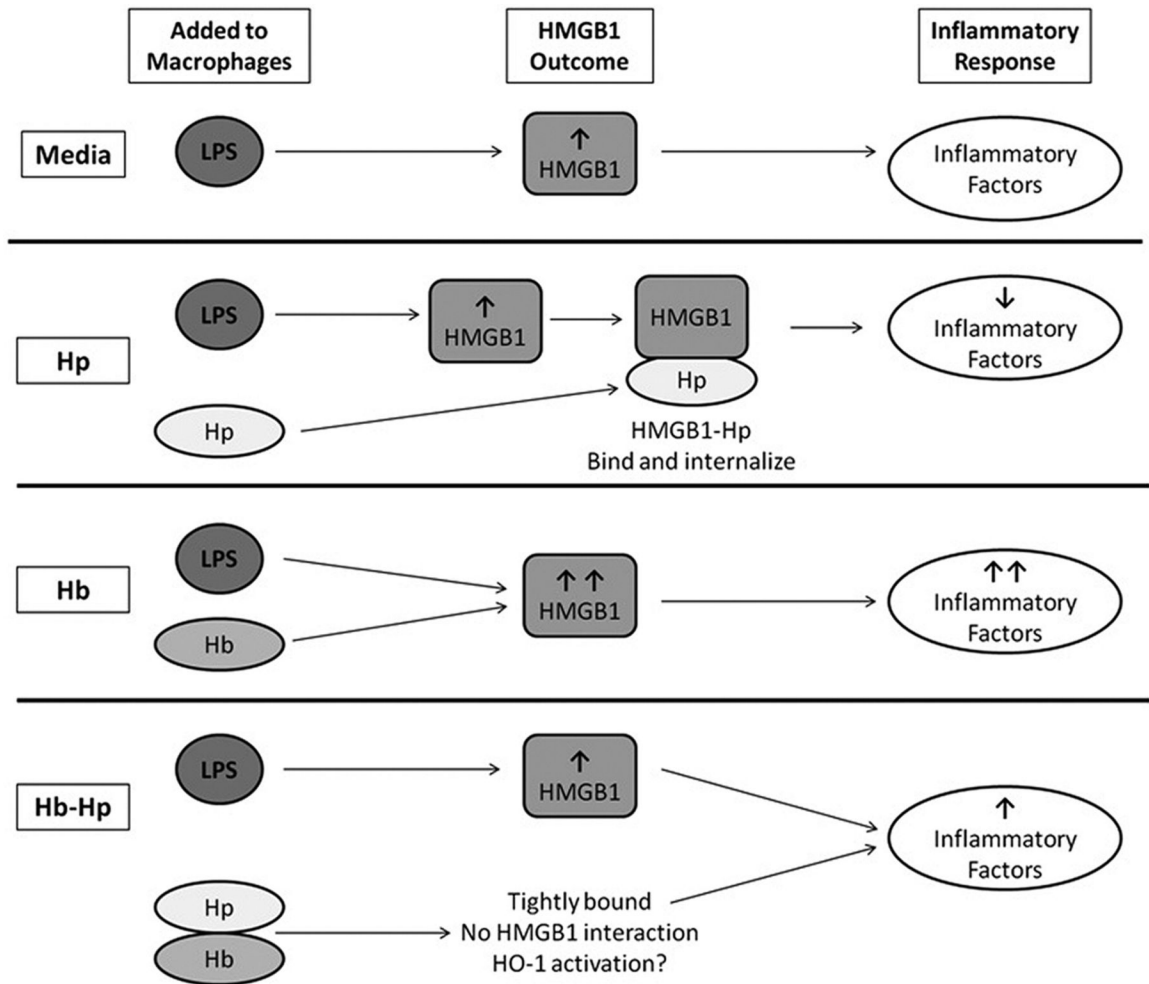 Added to
Macrophages
HMGB1
Outcome
Inflammatory
Response
Media
LPS
↑
HMGB1
Inflammatory
Factors
Hp
LPS
↑
HMGB1
HMGB1
Hp
↓
Inflammatory
Factors
Hp
HMGB1-Hp
Bind and internalize
Hb
LPS
Hb
↑↑
HMGB1
↑↑
Inflammatory
Factors
Hb-Hp
LPS
↑
HMGB1
↑
Inflammatory
Factors
Hp
Hb
Tightly bound
No HMGB1 interaction
HO-1 activation?